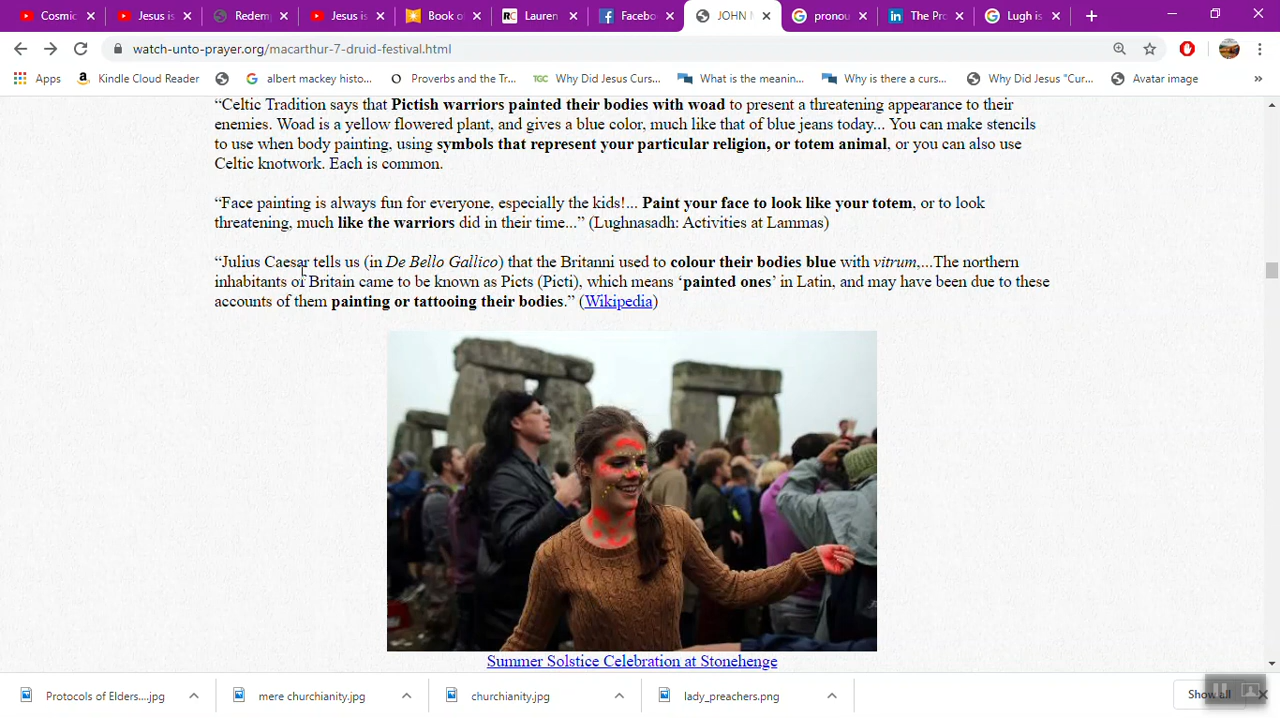 Cosmic
Jesus is
Redemp
Jesus is
Book o
RC Lauren
Facebo
JOHN
pronou
in The Pro
Lugh is
watch-unto-prayer.org/macarthur-7-druid-festival.html
Apps
Kindle Cloud Reader
albert mackey histo...
Proverbs and the Tr...
TGC Why Did Jesus Curs...
What is the meanin...
Why is there a curs...
Why Did Jesus "Cur...
Avatar image
»
“Celtic Tradition says that Pictish warriors painted their bodies with woad to present a threatening appearance to their
enemies. Woad is a yellow flowered plant, and gives a blue color, much like that of blue jeans today... You can make stencils
to use when body painting, using symbols that represent your particular religion, or totem animal, or you can also use
Celtic knotwork. Each is common.
“Face painting is always fun for everyone, especially the kids!... Paint your face to look like your totem, or to look
threatening, much like the warriors did in their time...” (Lughnasadh: Activities at Lammas)
“Julius Caesar tells us (in De Bello Gallico) that the Britanni used to colour their bodies blue with vitrum,...The northern
inhabitants of Britain came to be known as Picts (Picti), which means ‘painted ones’ in Latin, and may have been due to these
accounts of them painting or tattooing their bodies.” (Wikipedia)
Summer Solstice Celebration at Stonehenge
Protocols of Elders....jpg
mere churchianity.jpg
churchianity.jpg
lady_preachers.png
Show all